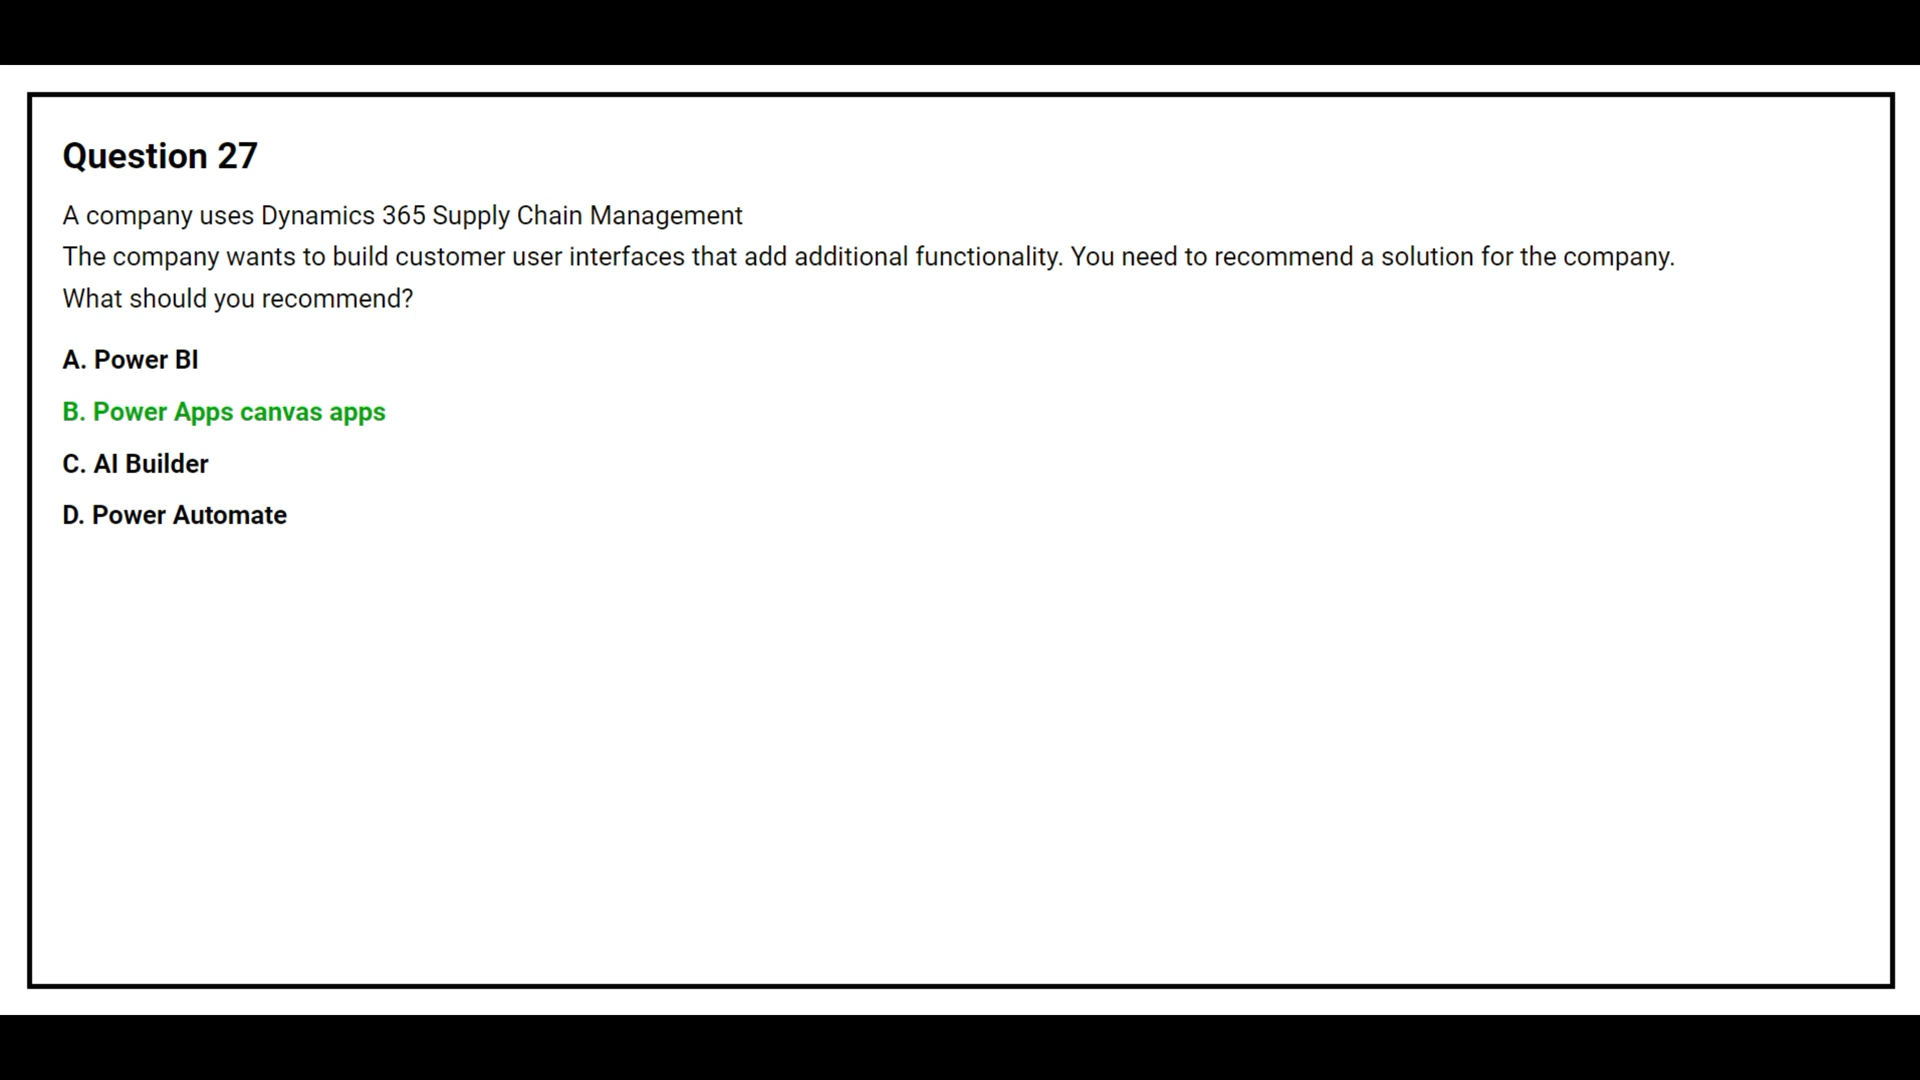 Question 27
A company uses Dynamics 365 Supply Chain Management
The company wants to build customer user interfaces that add additional functionality. You need to recommend a solution for the company.
What should you recommend?
A. Power BI
B. Power Apps canvas apps
C. AI Builder
D. Power Automate